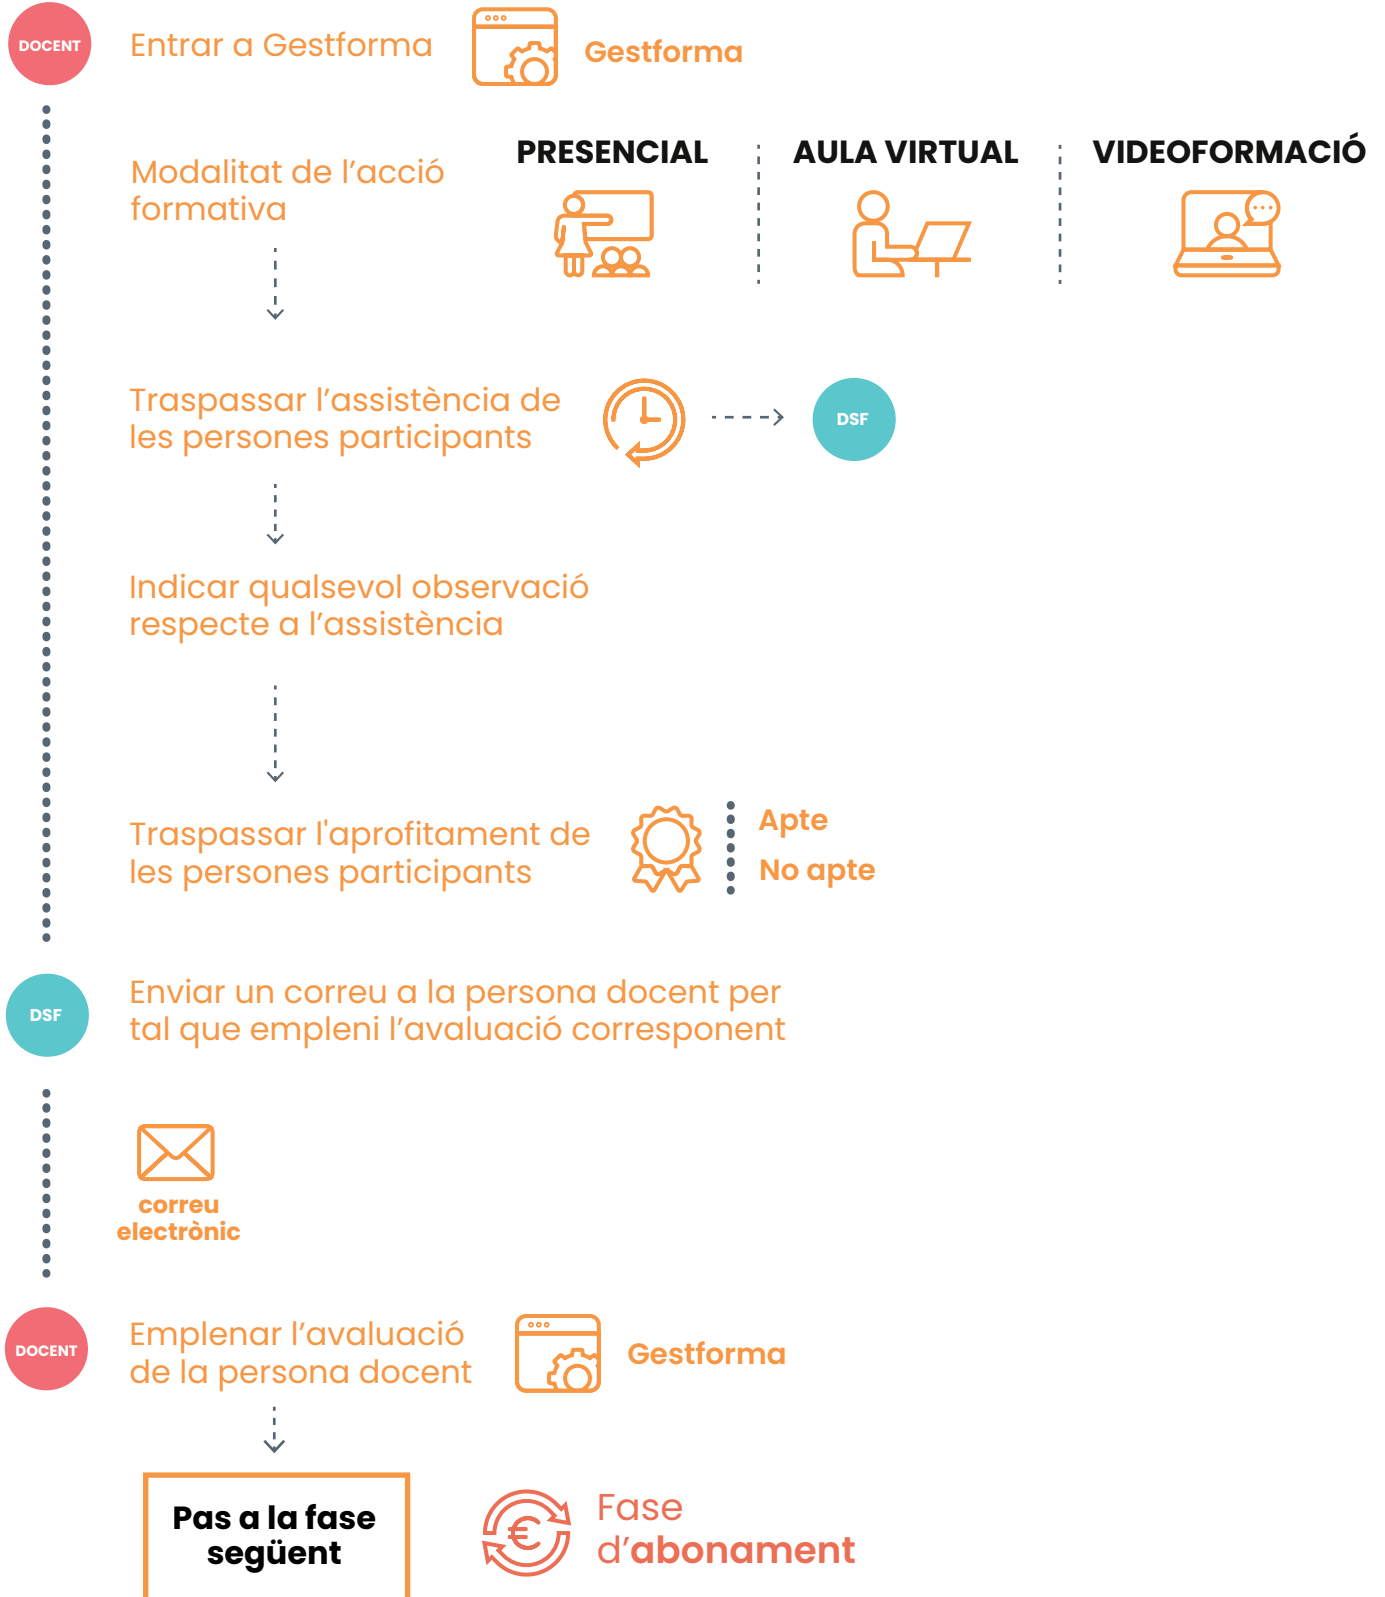 DOCENT
Entrar a Gestforma
Gestforma
Modalitat de l’acció
formativa
PRESENCIAL
AULA VIRTUAL
VIDEOFORMACIÓ
Traspassar l’assistència de
les persones participants
DSF
Indicar qualsevol observació
respecte a l’assistència
Traspassar l'aprofitament de
les persones participants
Apte
No apte
DSF
Enviar un correu a la persona docent per
tal que empleni l’avaluació corresponent
correu
electrònic
DOCENT
Emplenar l’avaluació
de la persona docent
Gestforma
Pas a la fase
següent
€
Fase
d’abonament